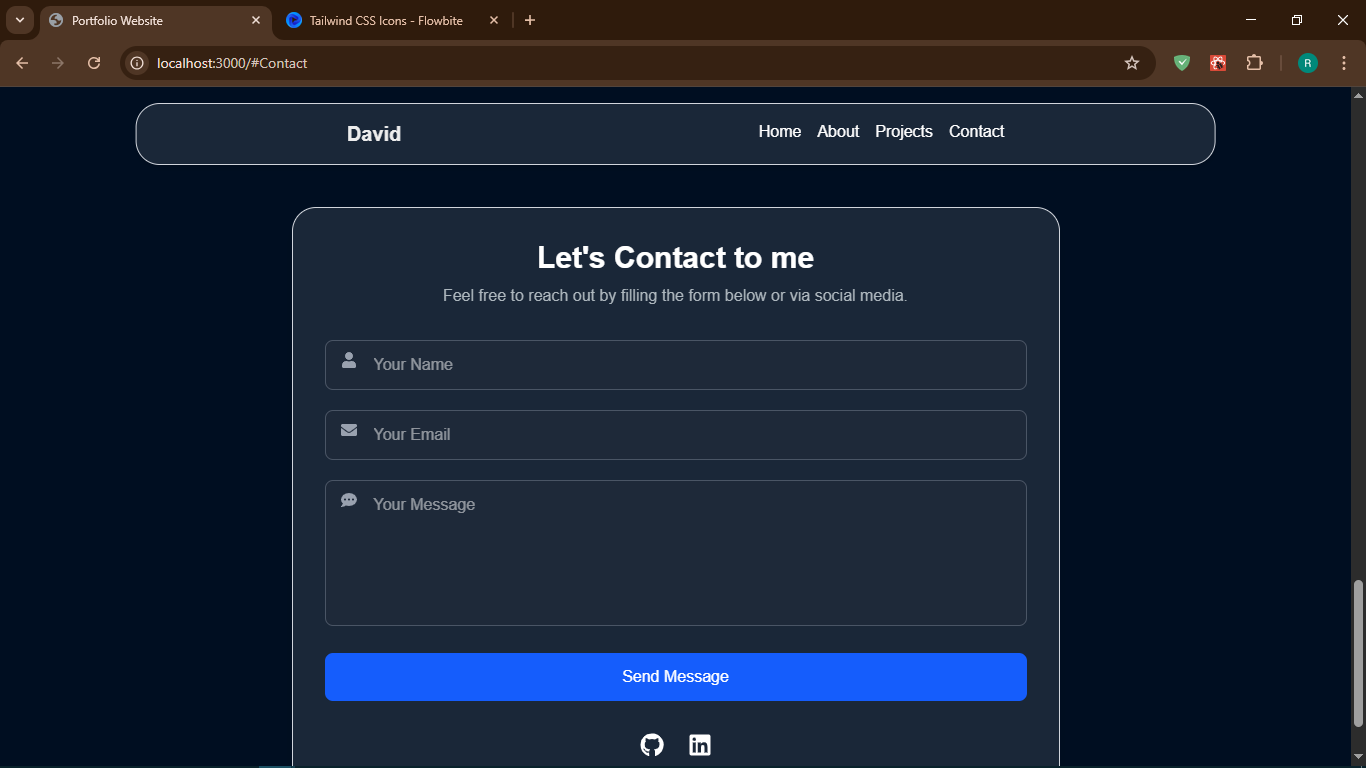 Portfolio Website
Tailwind CSS Icons - Flowbite
localhost:3000/#Contact
R
David
Home About Projects Contact
Let's Contact to me
Feel free to reach out by filling the form below or via social media.
Your Name
Your Email
Your Message
Send Message
in